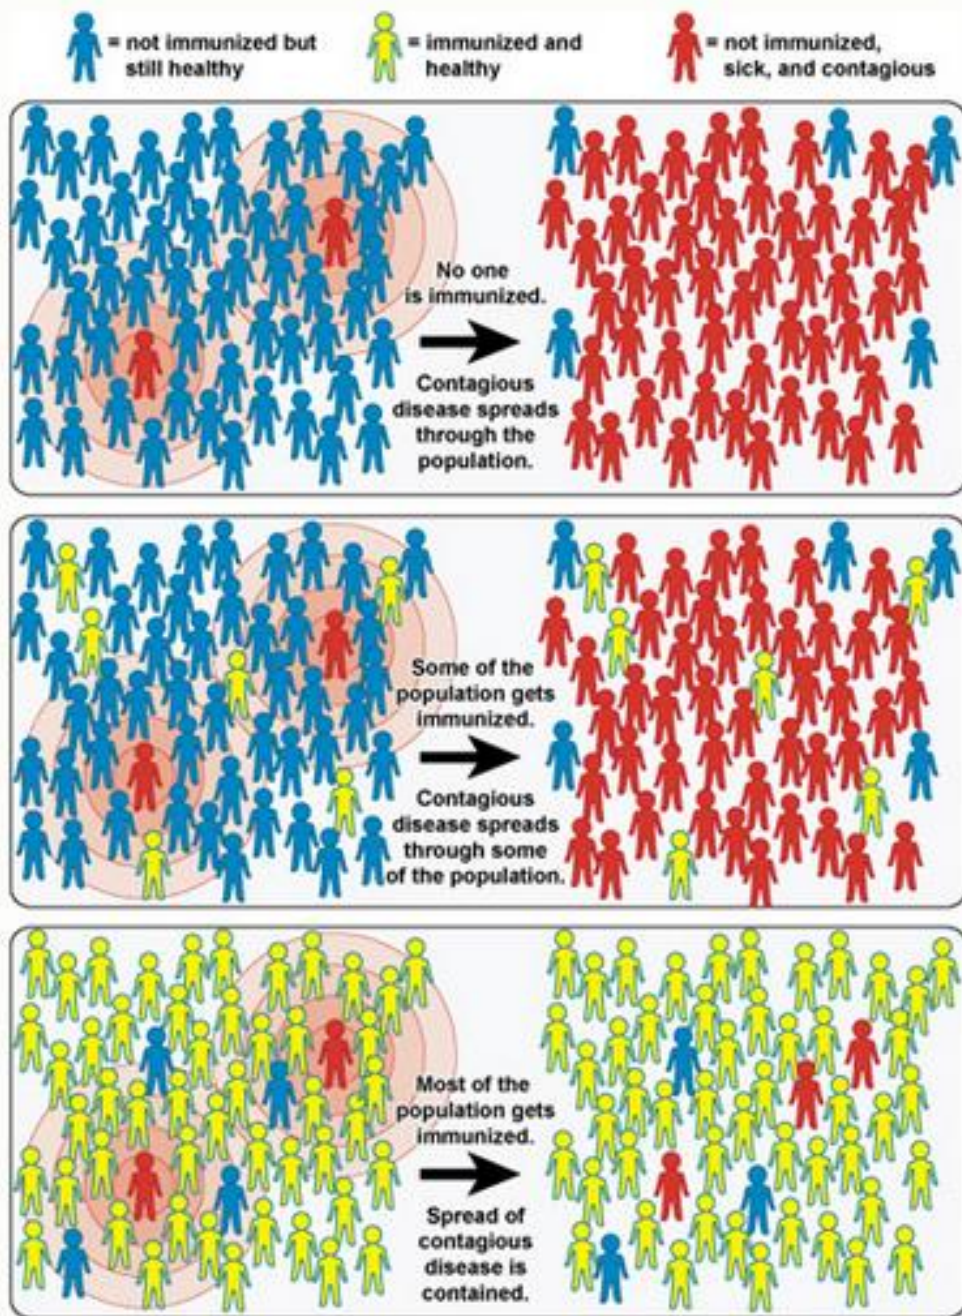 = not immunized but
still healthy
= immunized and
healthy
= not immunized,
sick, and contagious
No one
is immunized.
Contagious
disease spreads
through the
population.
Some of the
population gets
immunized.
Contagious
disease spreads
through some
of the population.
Most of the
population gets
immunized.
Spread of
contagious
disease is
contained.